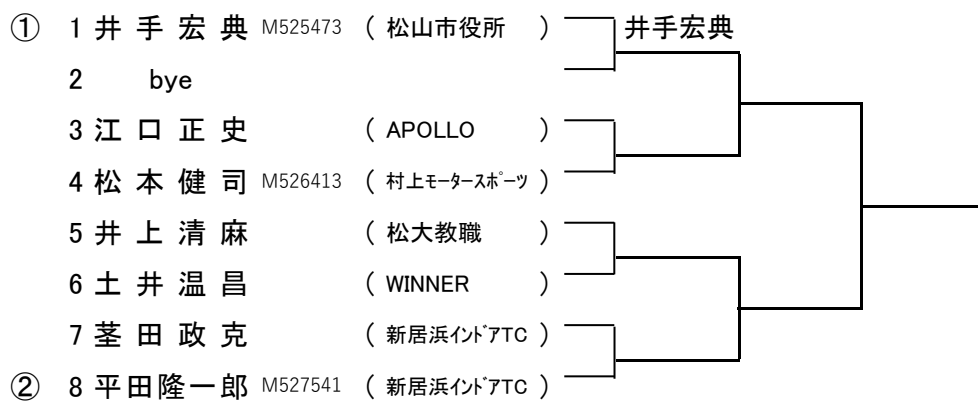 ① 1 井手宏典 M525473 ( 松山市役所 ) 井手宏典
2 bye
3 江口正史 ( APOLLO )
4 松本健司 M526413 ( 村上ﾓｰﾀｰｽﾎﾟｰﾂ )
5 井上清麻 ( 松大教職 )
6 土井温昌 ( WINNER )
7 茎田政克 ( 新居浜ｲﾝﾄﾞｱTC )
② 8 平田隆一郎 M527541 ( 新居浜ｲﾝﾄﾞｱTC )